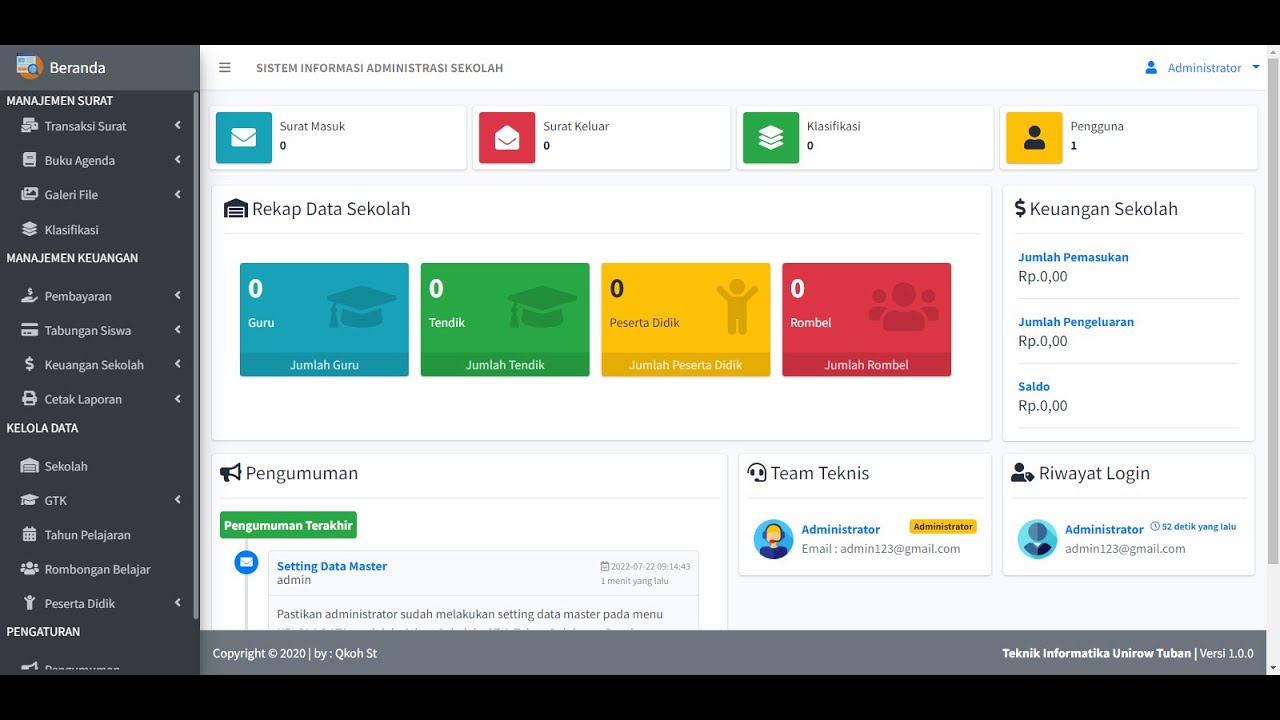 Beranda
MANAJEMEN SURAT
Transaksi Surat
Buku Agenda
Galeri File
Klasifikasi
MANAJEMEN KEUANGAN
Pembayaran
Tabungan Siswa
Keuangan Sekolah
Cetak Laporan
KELOLA DATA
Sekolah
GTK
Tahun Pelajaran
Rombongan Belajar
Peserta Didik
PENGATURAN
Pengumuman
SISTEM INFORMASI ADMINISTRASI SEKOLAH
Administrator
Surat Masuk
0
Surat Keluar
0
Klasifikasi
0
Pengguna
1
Rekap Data Sekolah
0
Guru
Jumlah Guru
0
Tendik
Jumlah Tendik
0
Peserta Didik
Jumlah Peserta Didik
0
Rombel
Jumlah Rombel
Keuangan Sekolah
Jumlah Pemasukan
Rp.0,00
Jumlah Pengeluaran
Rp.0,00
Saldo
Rp.0,00
Pengumuman
Pengumuman Terakhir
Setting Data Master
admin
2022-07-22 09:14:43
1 menit yang lalu
Pastikan administrator sudah melakukan setting data master pada menu
Team Teknis
Administrator
Administrator
Email : admin123@gmail.com
Riwayat Login
Administrator
52 detik yang lalu
admin123@gmail.com
Copyright © 2020 | by : Qkoh St
Teknik Informatika Unirow Tuban | Versi 1.0.0